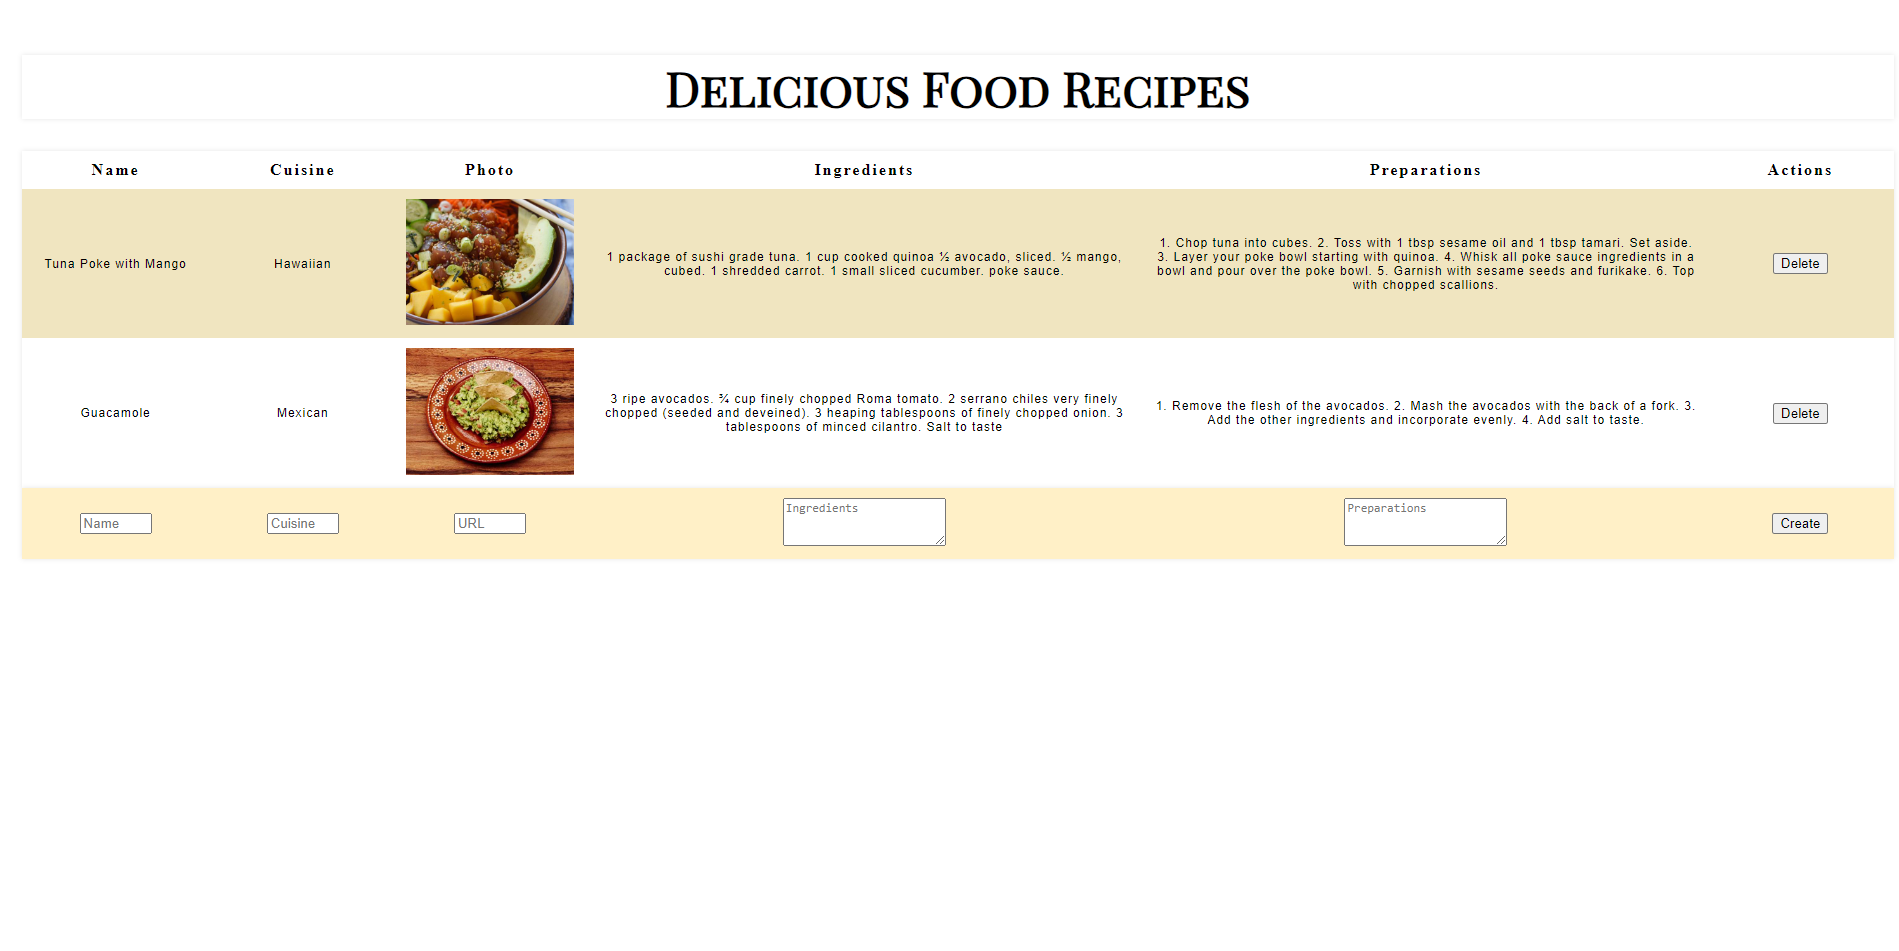 Delicious Food Recipes
Name Cuisine Photo Ingredients Preparations Actions
Tuna Poke with Mango
Hawaiian
1 package of sushi grade tuna. 1 cup cooked quinoa ½ avocado, sliced. ½ mango,
cubed. 1 shredded carrot. 1 small sliced cucumber. poke sauce.
1. Chop tuna into cubes. 2. Toss with 1 tbsp sesame oil and 1 tbsp tamari. Set aside.
3. Layer your poke bowl starting with quinoa. 4. Whisk all poke sauce ingredients in a
bowl and pour over the poke bowl. 5. Garnish with sesame seeds and furikake. 6. Top
with chopped scallions.
Delete
Guacamole
Mexican
3 ripe avocados. ¾ cup finely chopped Roma tomato. 2 serrano chiles very finely
chopped (seeded and deveined). 3 heaping tablespoons of finely chopped onion. 3
tablespoons of minced cilantro. Salt to taste
1. Remove the flesh of the avocados. 2. Mash the avocados with the back of a fork. 3.
Add the other ingredients and incorporate evenly. 4. Add salt to taste.
Delete
Name Cuisine URL Ingredients Preparations Create